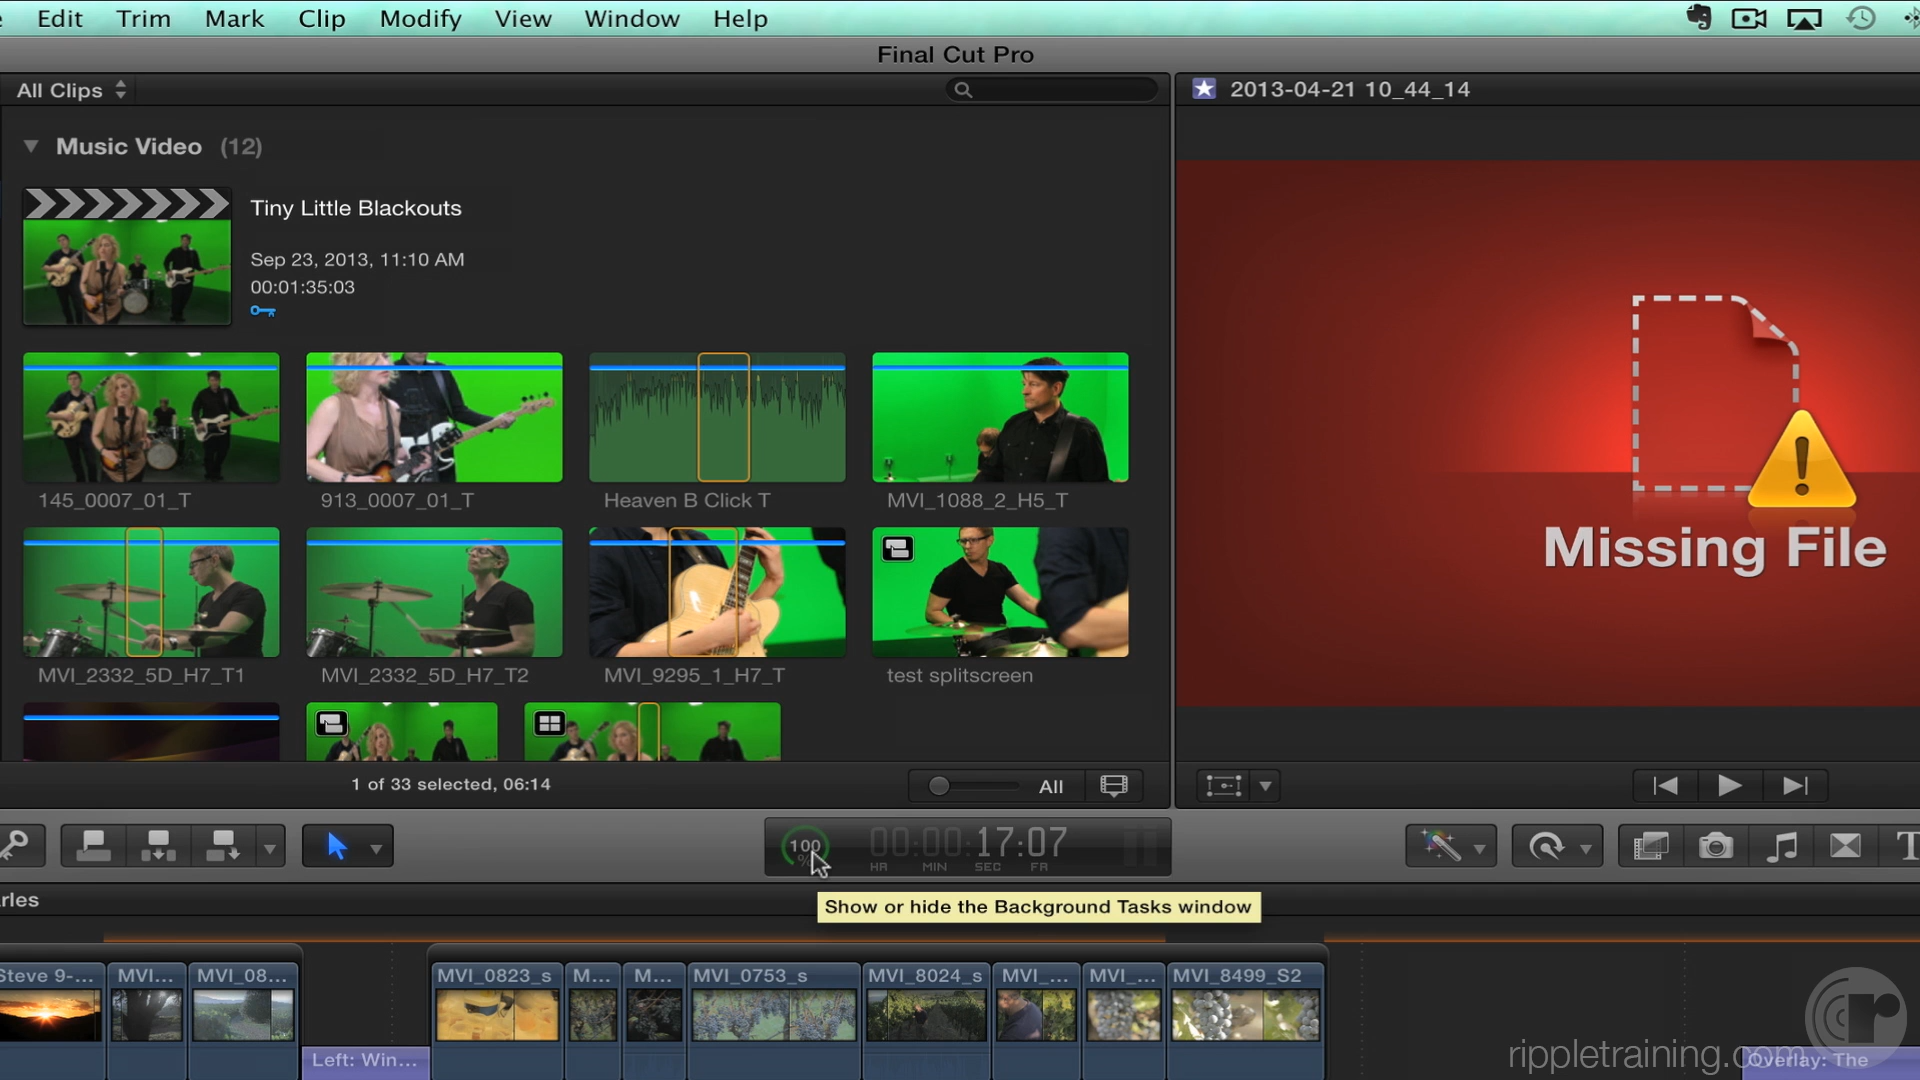 Edit Trim Mark Clip Modify View Window Help
Final Cut Pro
All Clips
2013-04-21 10_44_14
Music Video (12)
Tiny Little Blackouts
Sep 23, 2013, 11:10 AM
00:01:35:03
145_0007_01_T
913_0007_01_T
Heaven B Click T
MVI_1088_2_H5_T
Missing File
MVI_2332_5D_H7_T1
MVI_2332_5D_H7_T2
MVI_9295_1_H7_T
test splitscreen
1 of 33 selected, 06:14
All
100
%
00:00:17:07
HR MIN SEC FR
T
Show or hide the Background Tasks window
rles
Steve 9-...
MVI...
MVI_08...
MVI_0823_s
M...
M...
MVI_0753_s
MVI_8024_s
MVI_...
MVI_...
MVI_8499_S2
Left: Win...
Overlay: The
rippletraining.com